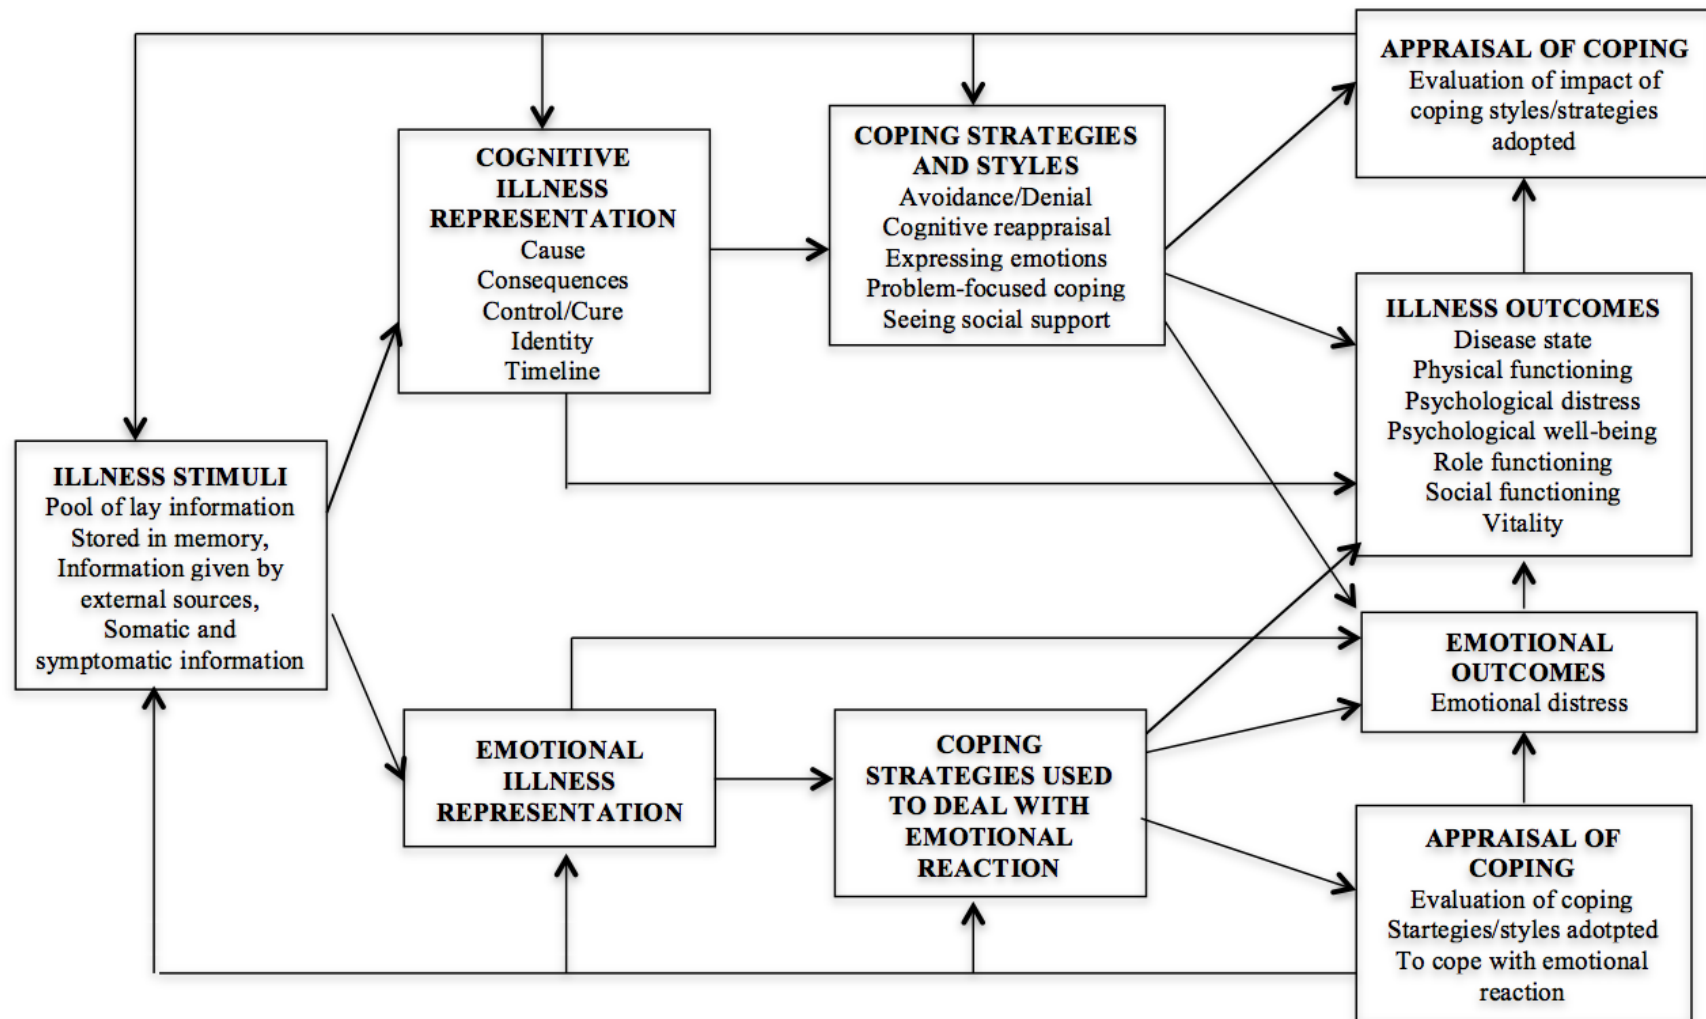 APPRAISAL OF COPING
Evaluation of impact of
coping styles/strategies
adopted
COGNITIVE
ILLNESS
REPRESENTATION
Cause
Consequences
Control/Cure
Identity
Timeline
COPING STRATEGIES
AND STYLES
Avoidance/Denial
Cognitive reappraisal
Expressing emotions
Problem-focused coping
Seeing social support
ILLNESS OUTCOMES
Disease state
Physical functioning
Psychological distress
Psychological well-being
Role functioning
Social functioning
Vitality
ILLNESS STIMULI
Pool of lay information
Stored in memory,
Information given by
external sources,
Somatic and
symptomatic information
EMOTIONAL
OUTCOMES
Emotional distress
EMOTIONAL
ILLNESS
REPRESENTATION
COPING
STRATEGIES USED
TO DEAL WITH
EMOTIONAL
REACTION
APPRAISAL OF
COPING
Evaluation of coping
Startegies/styles adotpted
To cope with emotional
reaction